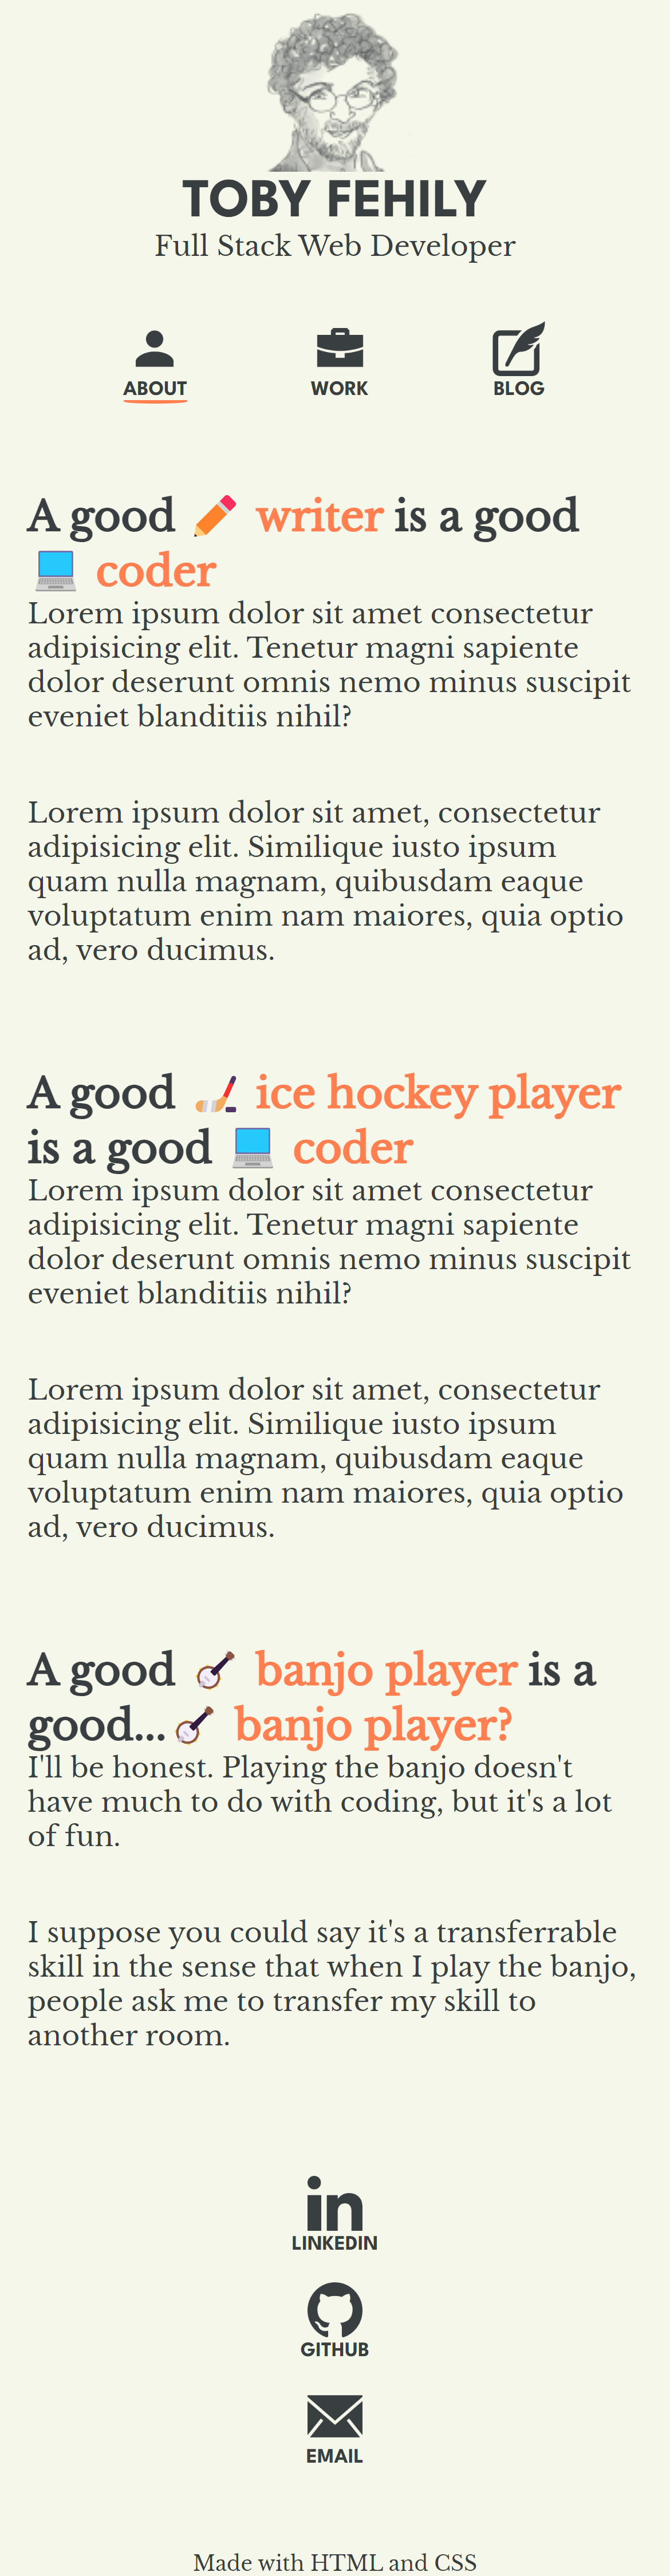 TOBY FEHILY
Full Stack Web Developer
ABOUT WORK BLOG
A good writer is a good
coder
Lorem ipsum dolor sit amet consectetur
adipisicing elit. Tenetur magni sapiente
dolor deserunt omnis nemo minus suscipit
eveniet blanditiis nihil?
Lorem ipsum dolor sit amet, consectetur
adipisicing elit. Similique iusto ipsum
quam nulla magnam, quibusdam eaque
voluptatum enim nam maiores, quia optio
ad, vero ducimus.
A good ice hockey player
is a good coder
Lorem ipsum dolor sit amet consectetur
adipisicing elit. Tenetur magni sapiente
dolor deserunt omnis nemo minus suscipit
eveniet blanditiis nihil?
Lorem ipsum dolor sit amet, consectetur
adipisicing elit. Similique iusto ipsum
quam nulla magnam, quibusdam eaque
voluptatum enim nam maiores, quia optio
ad, vero ducimus.
A good banjo player is a
good... banjo player?
I'll be honest. Playing the banjo doesn't
have much to do with coding, but it's a lot
of fun.
I suppose you could say it's a transferrable
skill in the sense that when I play the banjo,
people ask me to transfer my skill to
another room.
in
LINKEDIN
GITHUB
EMAIL
Made with HTML and CSS